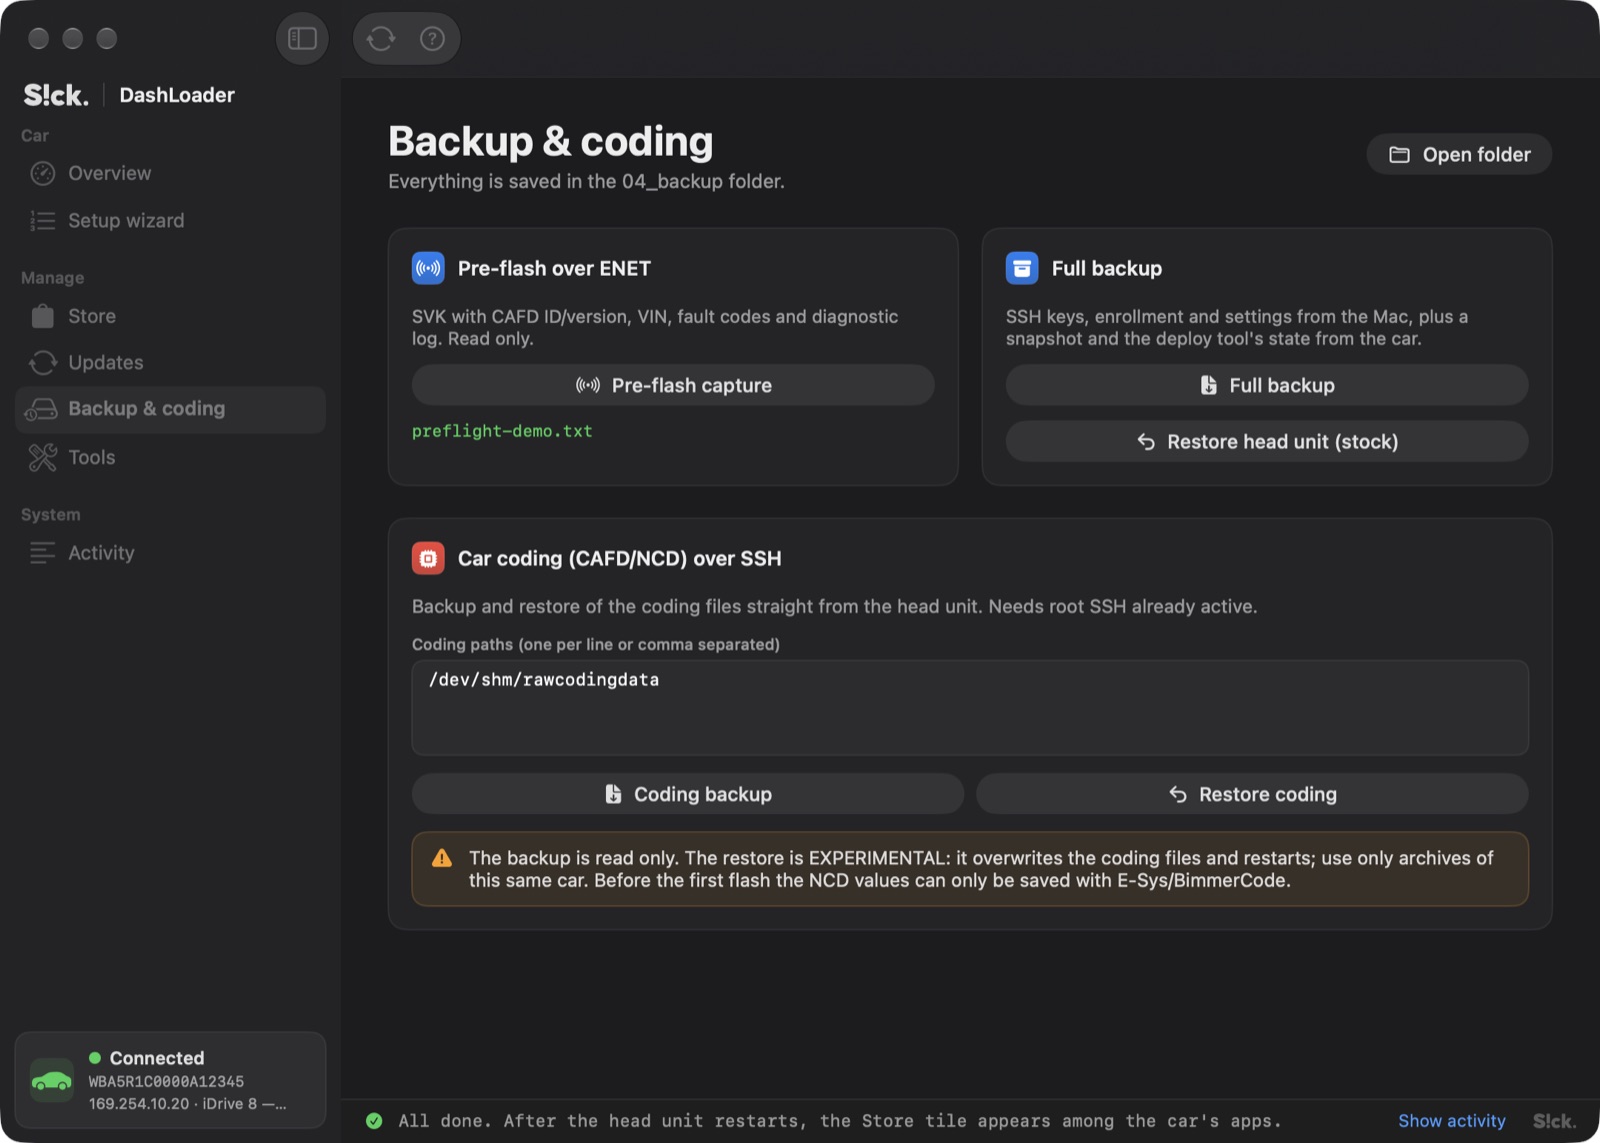 S!ck. DashLoader
Car
Overview
Setup wizard
Manage
Store
Updates
Backup & coding
Tools
System
Activity
Connected
WBA5R1C0000A12345
169.254.10.20 · iDrive 8 —...
Backup & coding
Everything is saved in the 04_backup folder.
Open folder
Pre-flash over ENET
SVK with CAFD ID/version, VIN, fault codes and diagnostic
log. Read only.
Pre-flash capture
preflight-demo.txt
Full backup
SSH keys, enrollment and settings from the Mac, plus a
snapshot and the deploy tool's state from the car.
Full backup
Restore head unit (stock)
Car coding (CAFD/NCD) over SSH
Backup and restore of the coding files straight from the head unit. Needs root SSH already active.
Coding paths (one per line or comma separated)
/dev/shm/rawcodingdata
Coding backup
Restore coding
The backup is read only. The restore is EXPERIMENTAL: it overwrites the coding files and restarts; use only archives of
this same car. Before the first flash the NCD values can only be saved with E-Sys/BimmerCode.
All done. After the head unit restarts, the Store tile appears among the car's apps.
Show activity
S!ck.